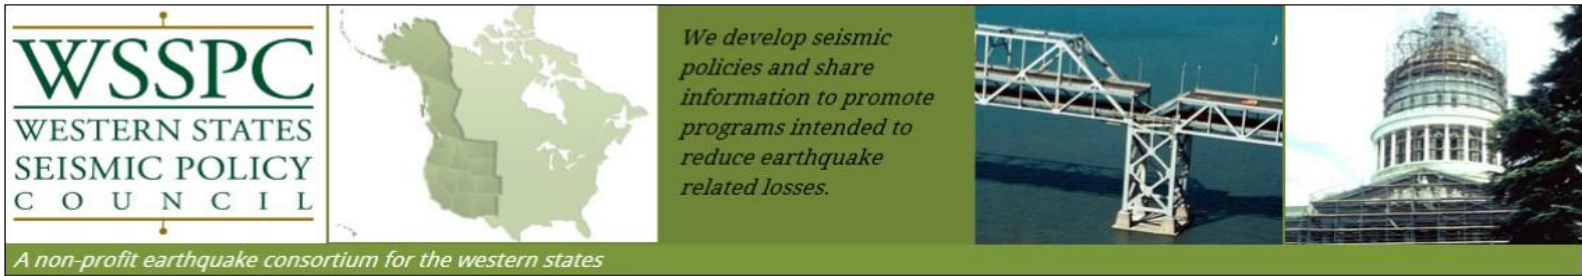 WSSPC
WESTERN STATES
SEISMIC POLICY
COUNCIL
We develop seismic
policies and share
information to promote
programs intended to
reduce earthquake
related losses.
A non-profit earthquake consortium for the western states